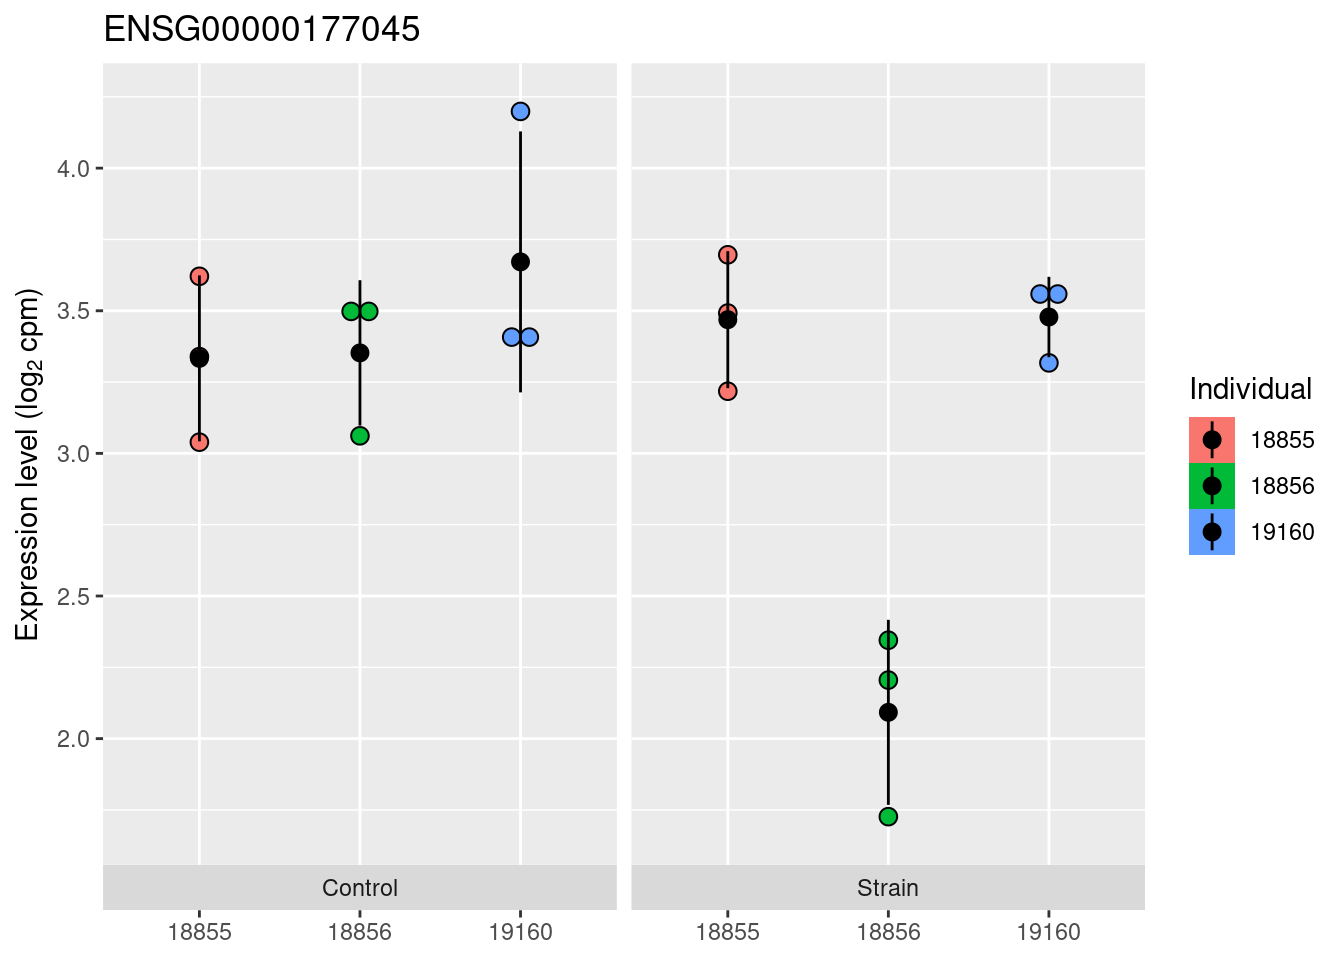 ENSG00000177045
Expression level (log2 cpm)
4.0
3.5
3.0
2.5
2.0
Control
Strain
18855
18856
19160
18855
18856
19160
Individual
18855
18856
19160